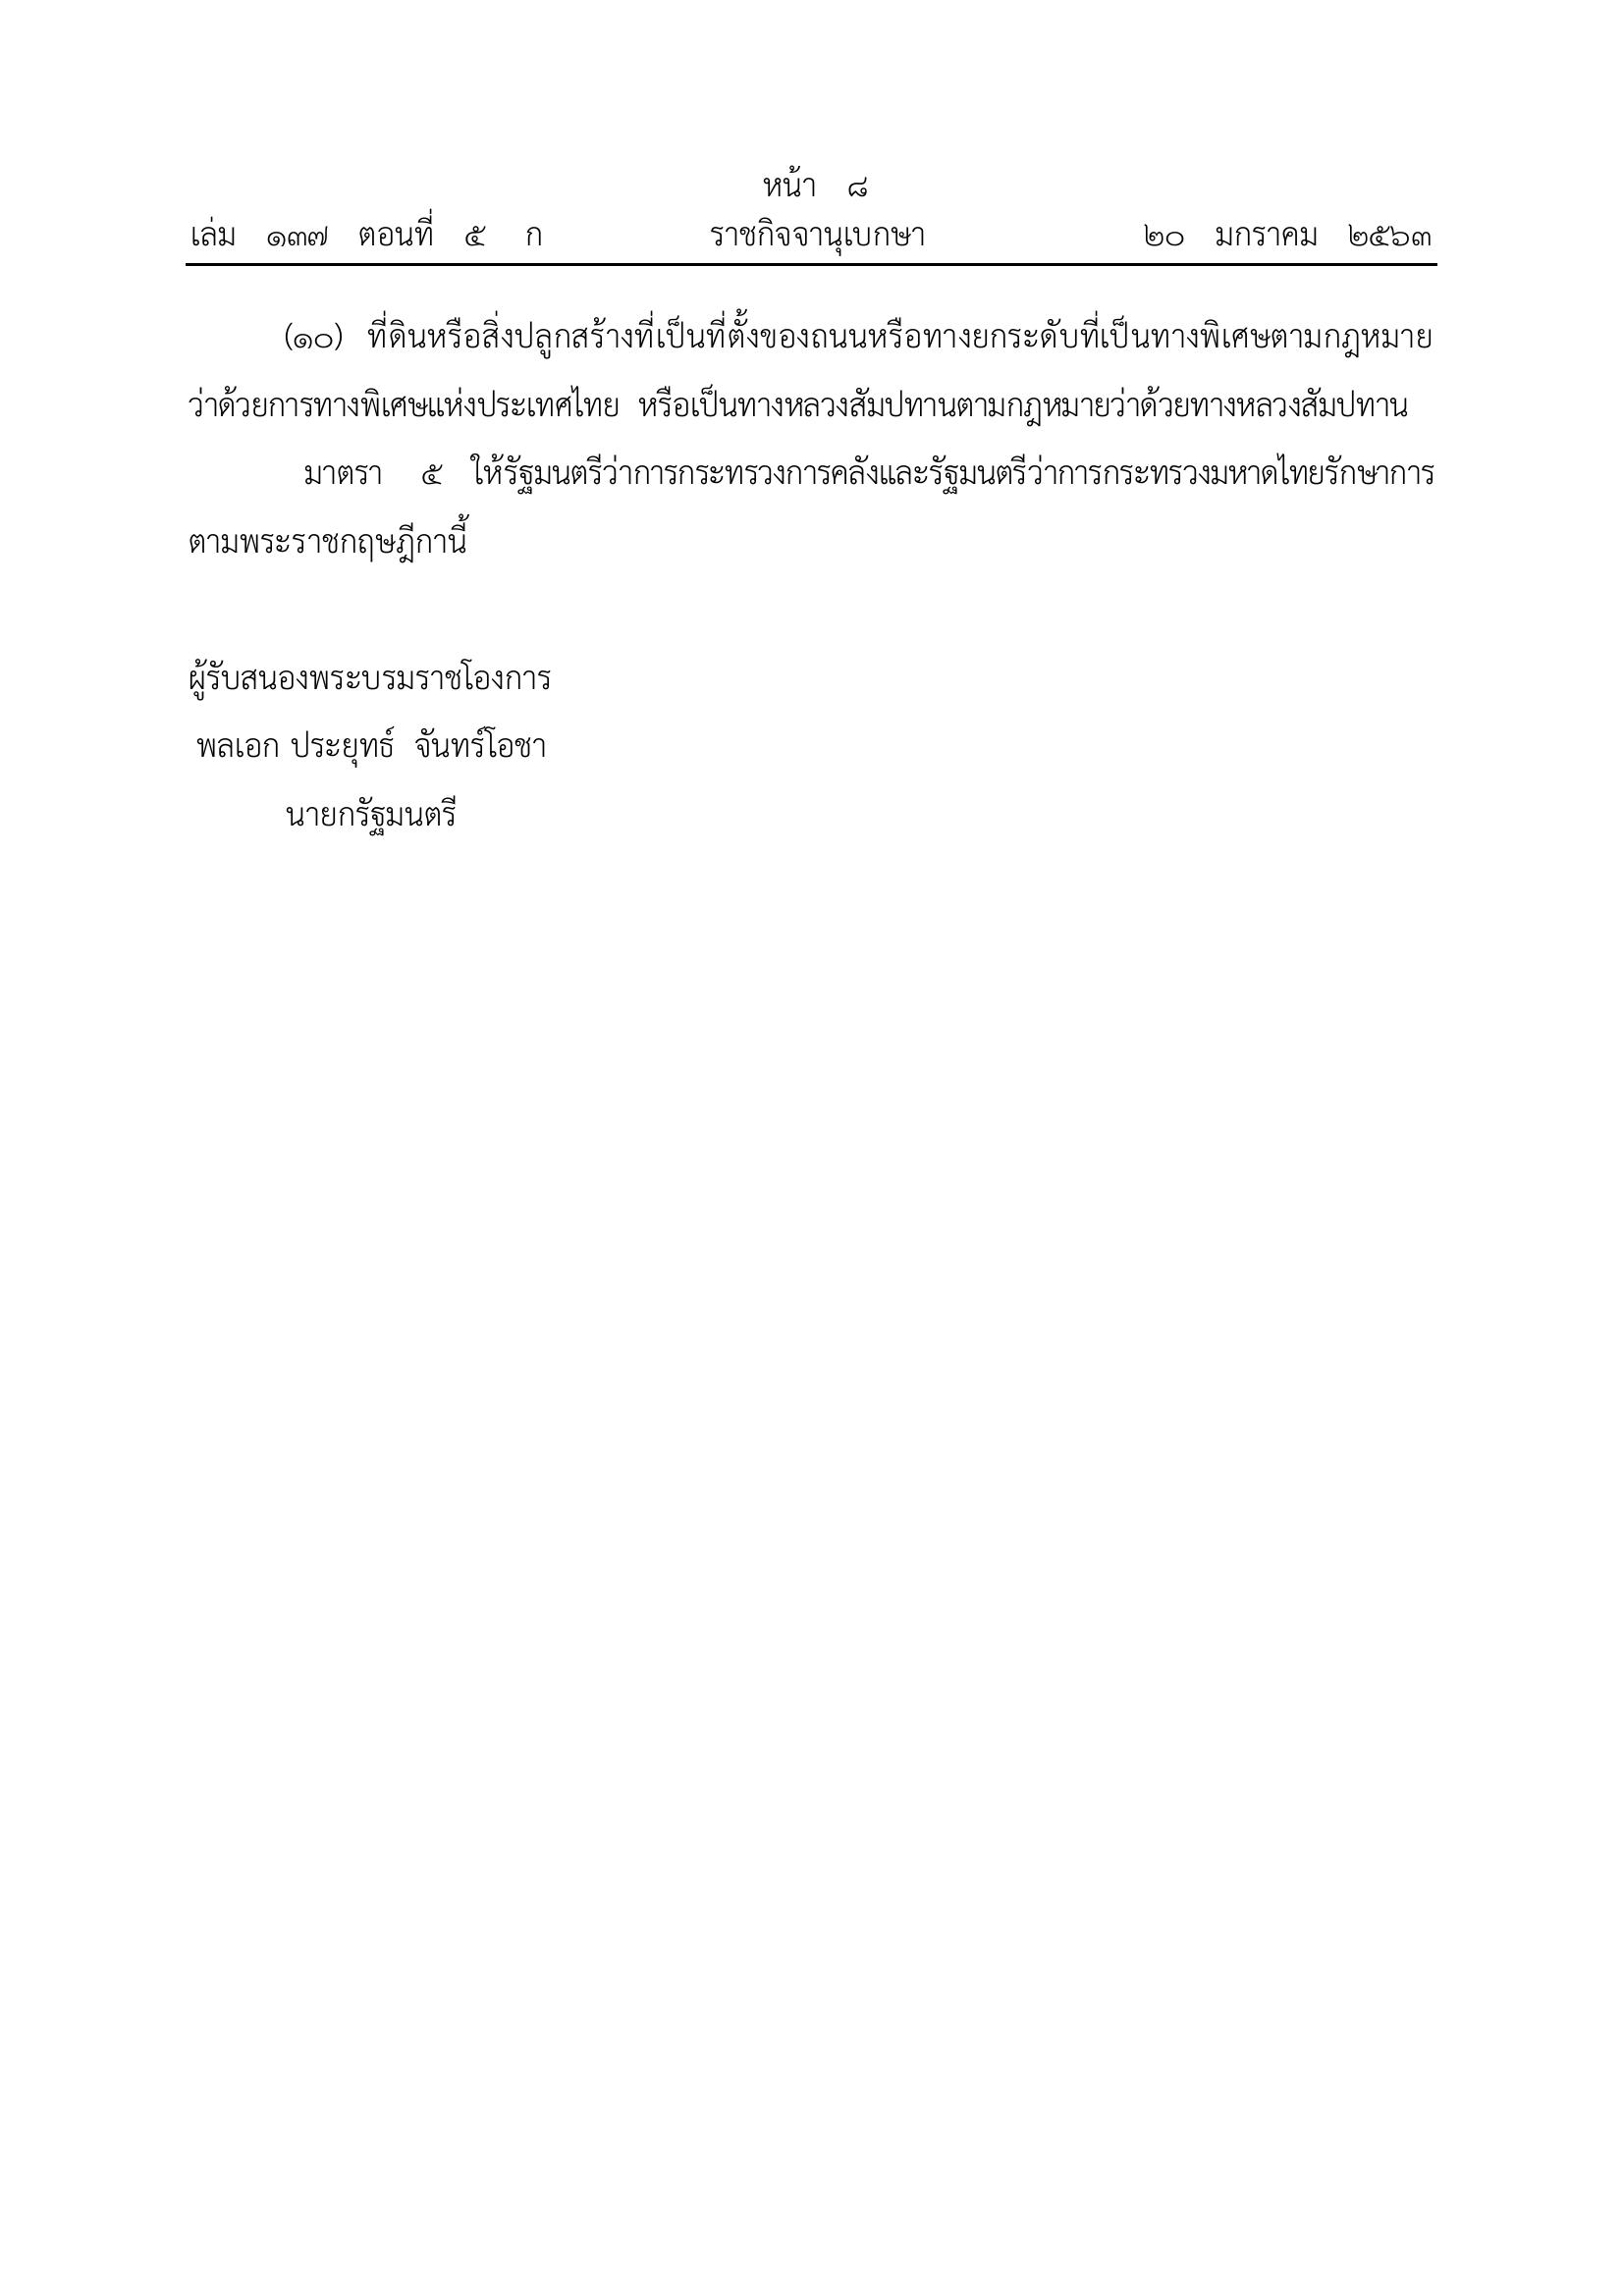 หน้า ๘
เล่ม ๑๓๗ ตอนที่ ๕ ก ราชกิจจานุเบกษา ๒๐ มกราคม ๒๕๖๓
(๑๐) ที่ดินหรือสิ่งปลูกสร้างที่เป็นที่ตั้งของถนนหรือทางยกระดับที่เป็นทางพิเศษตามกฎหมาย
ว่าด้วยการทางพิเศษแห่งประเทศไทย หรือเป็นทางหลวงสัมปทานตามกฎหมายว่าด้วยทางหลวงสัมปทาน
มาตรา ๕ ให้รัฐมนตรีว่าการกระทรวงการคลังและรัฐมนตรีว่าการกระทรวงมหาดไทยรักษาการ
ตามพระราชกฤษฎีกานี้
ผู้รับสนองพระบรมราชโองการ
พลเอก ประยุทธ์ จันทร์โอชา
นายกรัฐมนตรี